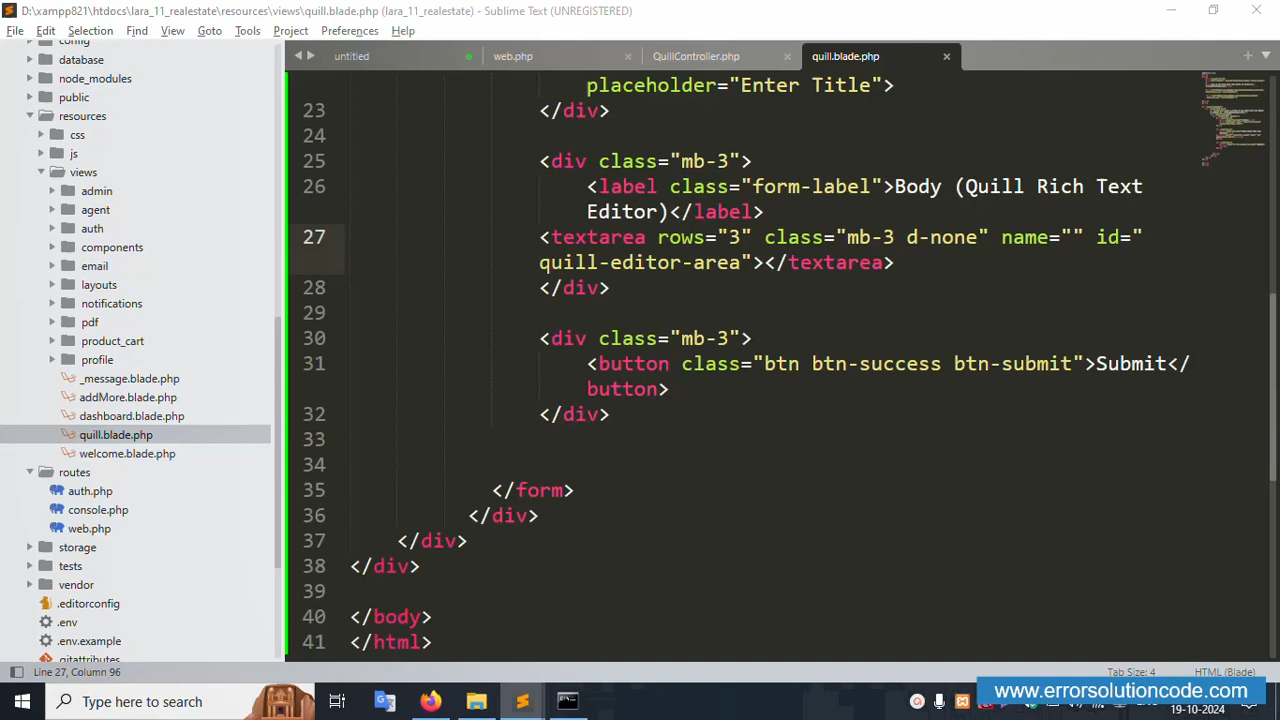 D:\xampp821\htdocs\lara_11_realestate\resources\views\quill.blade.php (lara_11_realestate) - Sublime Text (UNREGISTERED)
File Edit Selection Find View Goto Tools Project Preferences Help
untitled web.php QuillController.php quill.blade.php
config
database
node_modules
public
resources
css
js
views
admin
agent
auth
components
email
layouts
notifications
pdf
product_cart
profile
_message.blade.php
addMore.blade.php
dashboard.blade.php
quill.blade.php
welcome.blade.php
routes
auth.php
console.php
web.php
storage
tests
vendor
.editorconfig
.env
.env.example
.gitattributes
placeholder="Enter Title">
23 </div>
24
25 <div class="mb-3">
26 <label class="form-label">Body (Quill Rich Text
Editor)</label>
27 <textarea rows="3" class="mb-3 d-none" name="" id="
quill-editor-area"></textarea>
28 </div>
29
30 <div class="mb-3">
31 <button class="btn btn-success btn-submit">Submit</
button>
32 </div>
33
34
35 </form>
36 </div>
37 </div>
38 </div>
39
40 </body>
41 </html>
Line 27, Column 96 Tab Size: 4 HTML (Blade)
Type here to search
www.errorsolutioncode.com
19-10-2024